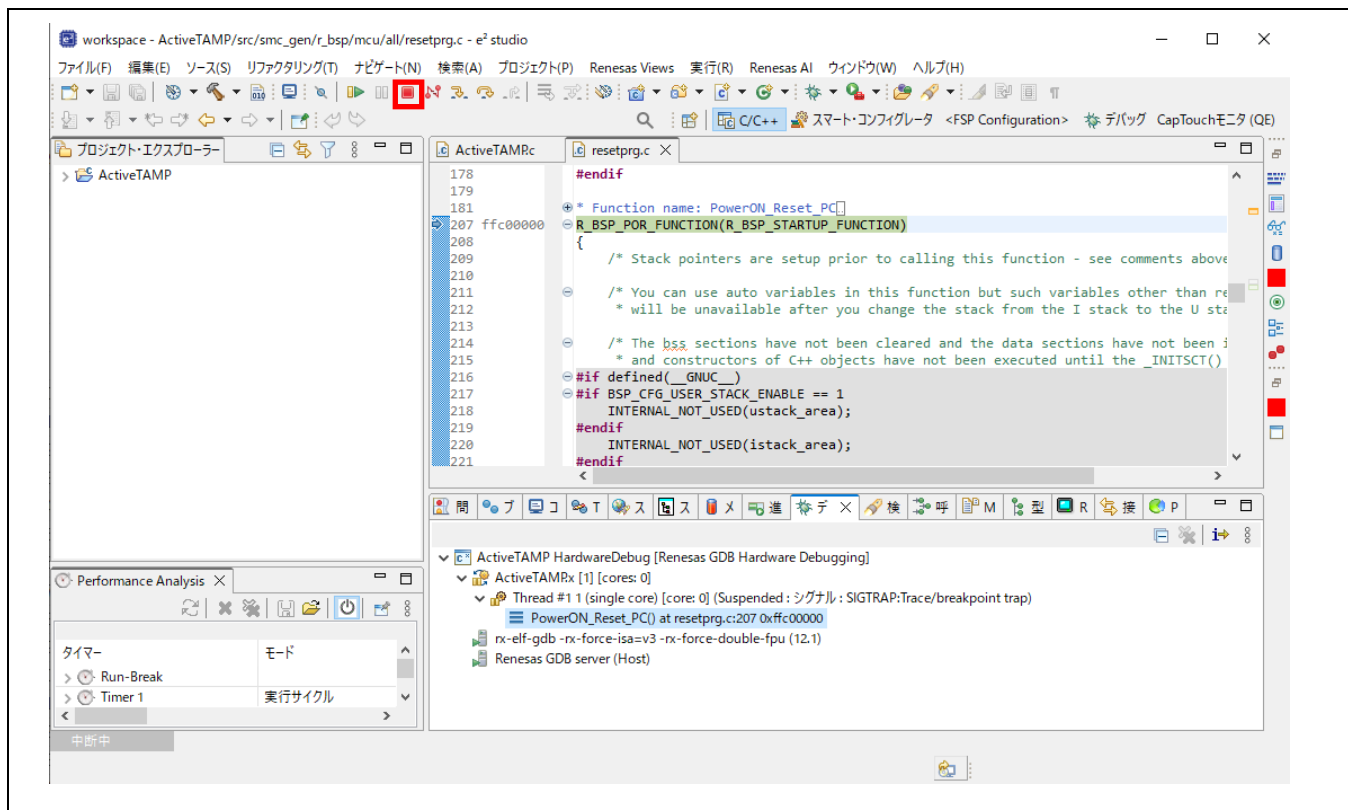 workspace - ActiveTAMP/src/smc_gen/r_bsp/mcu/all/resetprg.c - e² studio
ファイル(F) 編集(E) ソース(S) リファクタリング(T) ナビゲート(N) 検索(A) プロジェクト(P) Renesas Views 実行(R) Renesas AI ウィンドウ(W) ヘルプ(H)
C/C++ スマート・コンフィグレータ <FSP Configuration> デバッグ CapTouchモニタ (QE)
プロジェクト・エクスプローラー
ActiveTAMP
ActiveTAMP.c resetprg.c
178 #endif
179
181 * Function name: PowerON_Reset_PC
207 ffc00000 R_BSP_POR_FUNCTION(R_BSP_STARTUP_FUNCTION)
208 {
209 /* Stack pointers are setup prior to calling this function - see comments above
210
211 /* You can use auto variables in this function but such variables other than re
212 * will be unavailable after you change the stack from the I stack to the U sta
213
214 /* The bss sections have not been cleared and the data sections have not been i
215 * and constructors of C++ objects have not been executed until the _INITSCT()
216 #if defined(__GNUC__)
217 #if BSP_CFG_USER_STACK_ENABLE == 1
218 INTERNAL_NOT_USED(ustack_area);
219 #endif
220 INTERNAL_NOT_USED(istack_area);
221 #endif
問 プ コ T ス ス メ 進 デ 検 呼 M 型 R 接 P
ActiveTAMP HardwareDebug [Renesas GDB Hardware Debugging]
ActiveTAMP.x [1] [cores: 0]
Thread #1 1 (single core) [core: 0] (Suspended : シグナル : SIGTRAP:Trace/breakpoint trap)
PowerON_Reset_PC() at resetprg.c:207 0xffc00000
rx-elf-gdb -rx-force-isa=v3 -rx-force-double-fpu (12.1)
Renesas GDB server (Host)
Performance Analysis
タイマー モード
Run-Break
Timer 1 実行サイクル
中断中